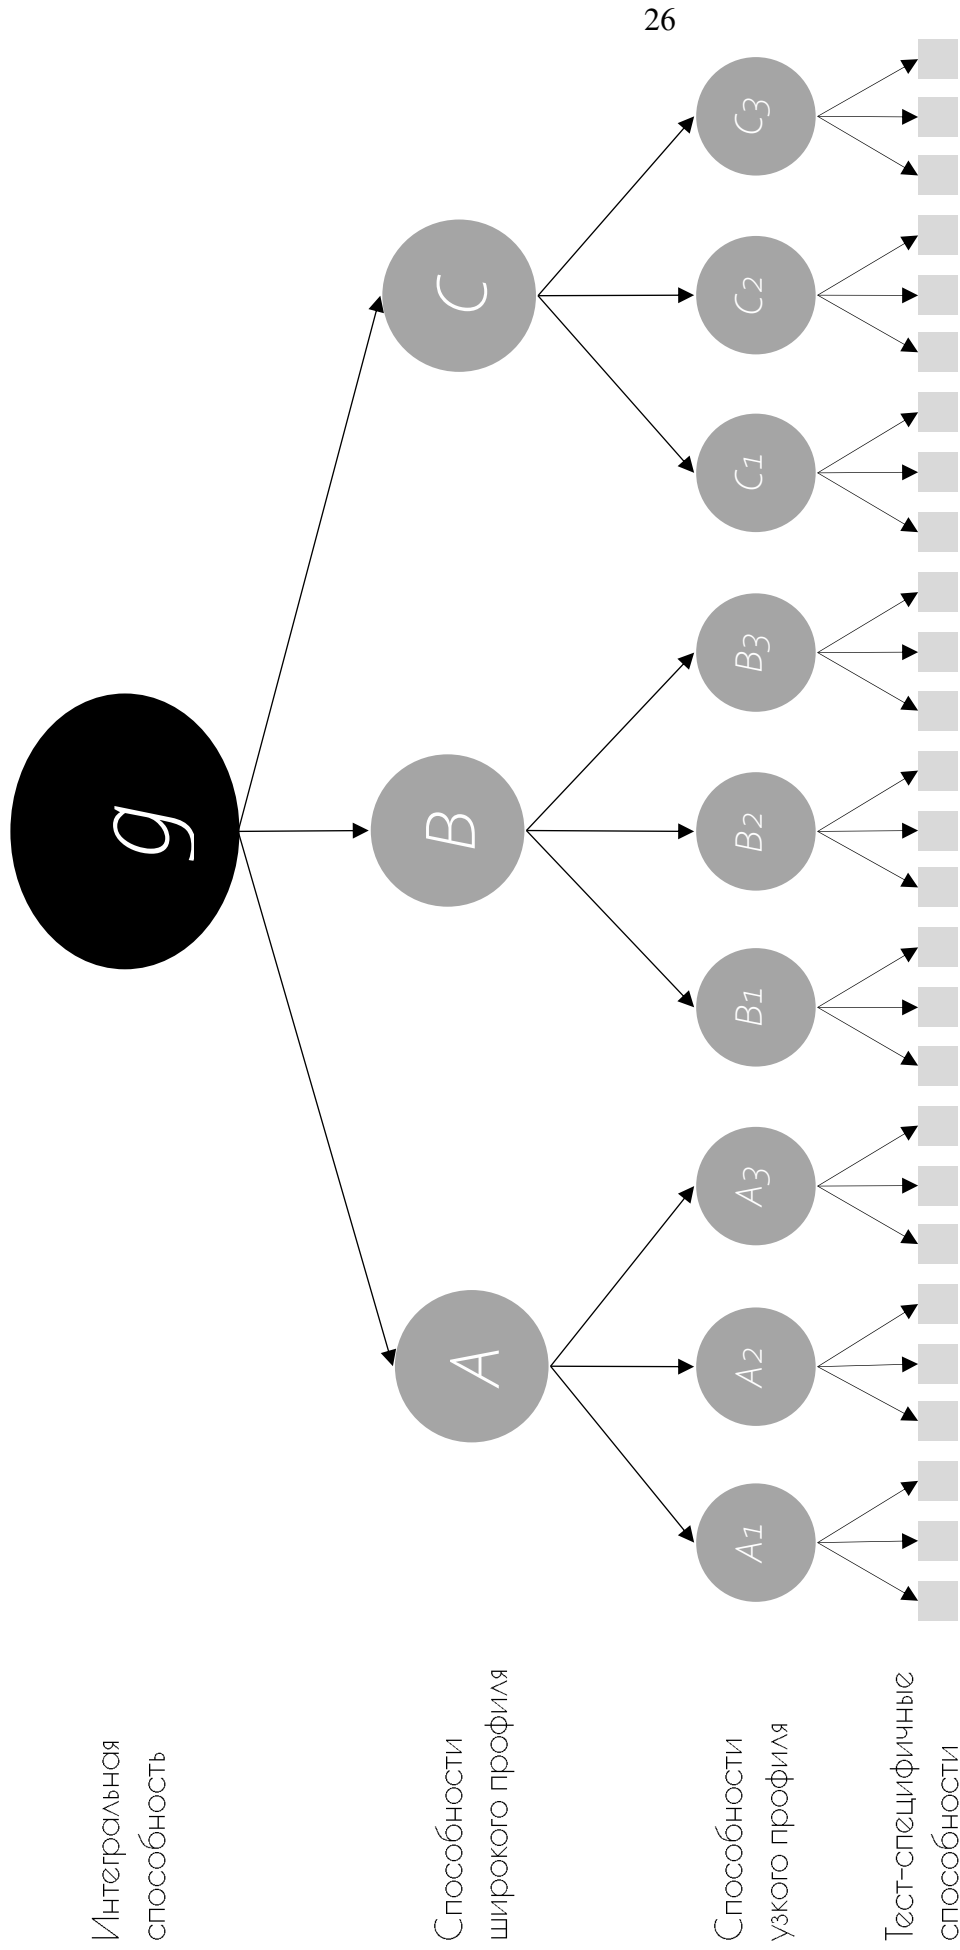 26
Интегральная
способность
g
Способности
широкого профиля
A
B
C
Способности
узкого профиля
A1
A2
A3
B1
B2
B3
C1
C2
C3
Тест-специфичные
способности